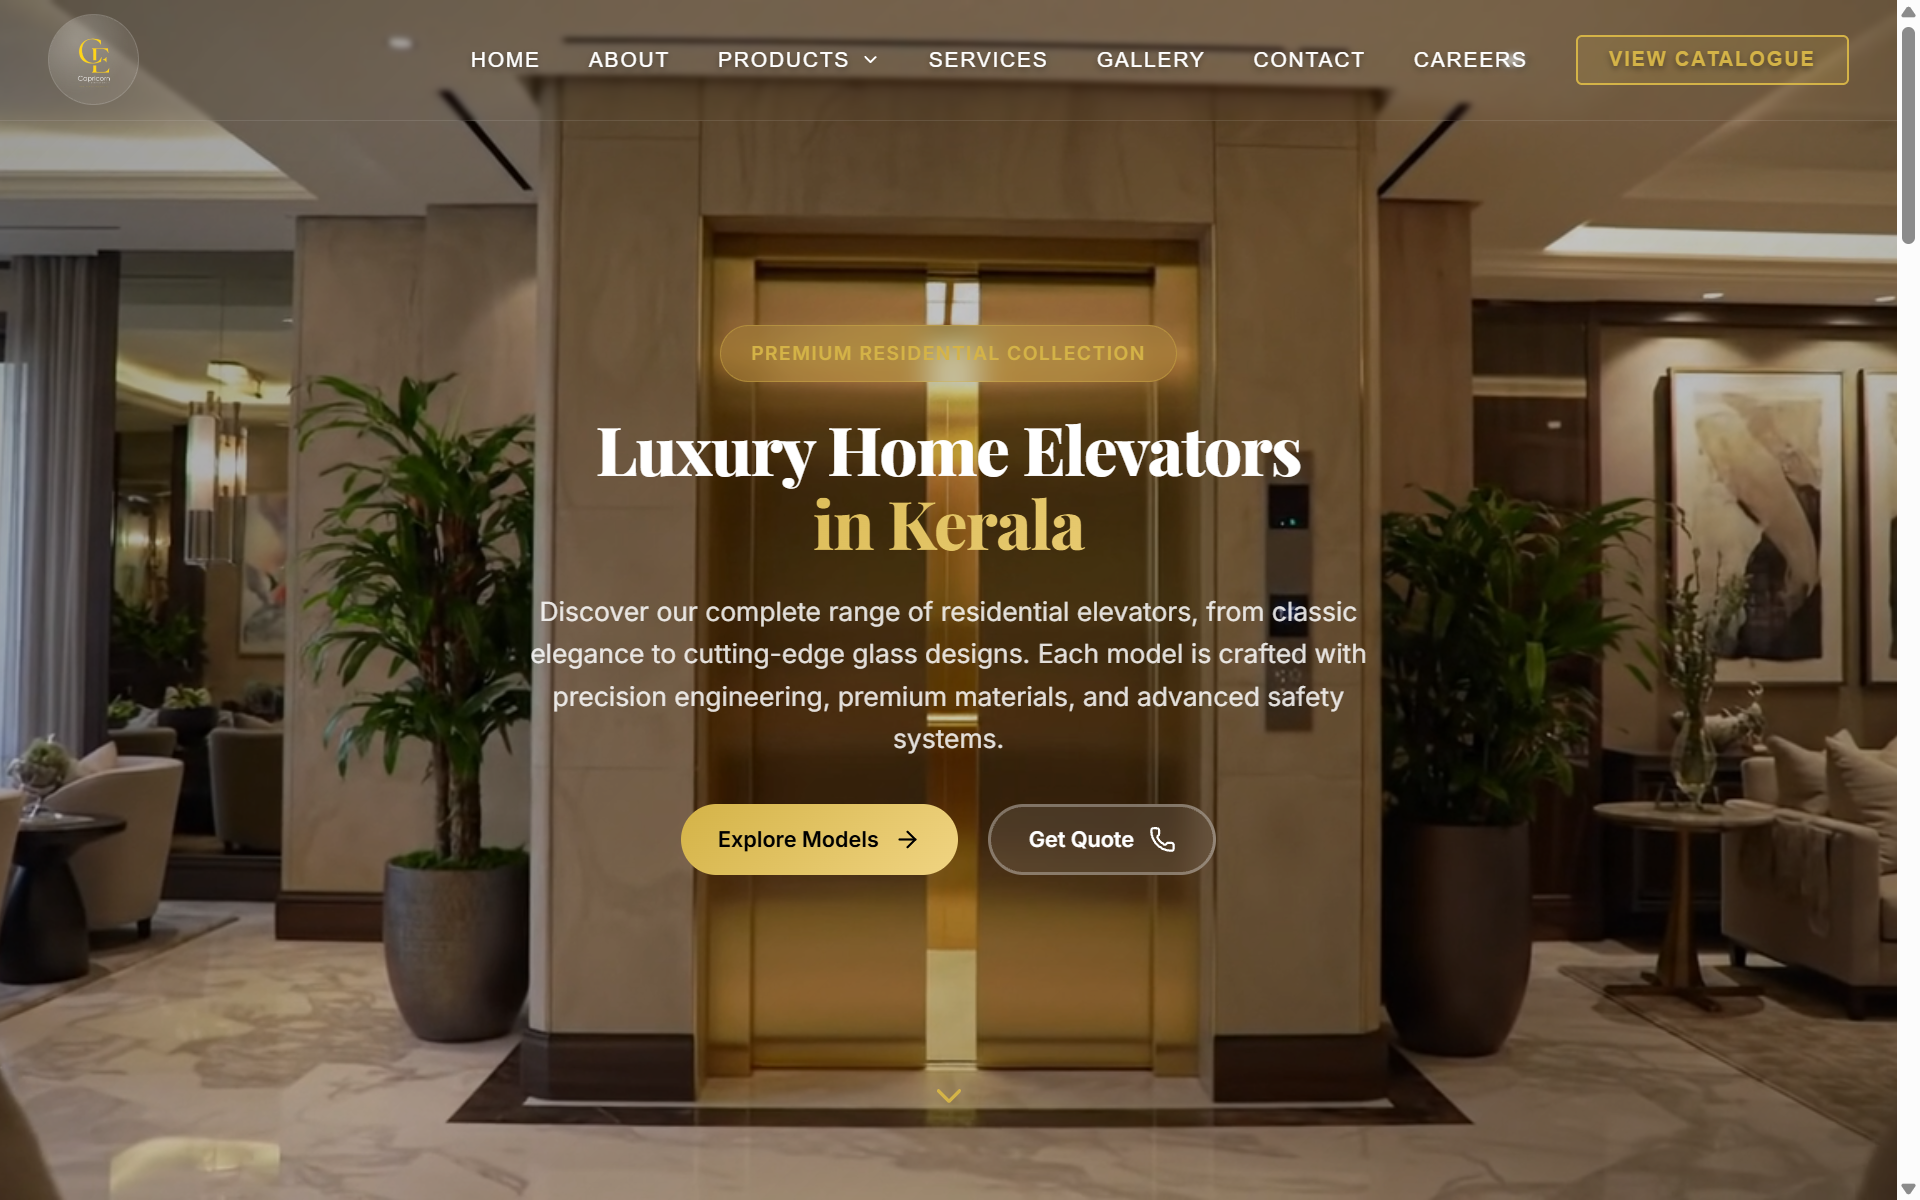 CE
Capricorn
HOME
ABOUT
PRODUCTS
SERVICES
GALLERY
CONTACT
CAREERS
VIEW CATALOGUE
PREMIUM RESIDENTIAL COLLECTION
Luxury Home Elevators
in Kerala
Discover our complete range of residential elevators, from classic
elegance to cutting-edge glass designs. Each model is crafted with
precision engineering, premium materials, and advanced safety
systems.
Explore Models
Get Quote